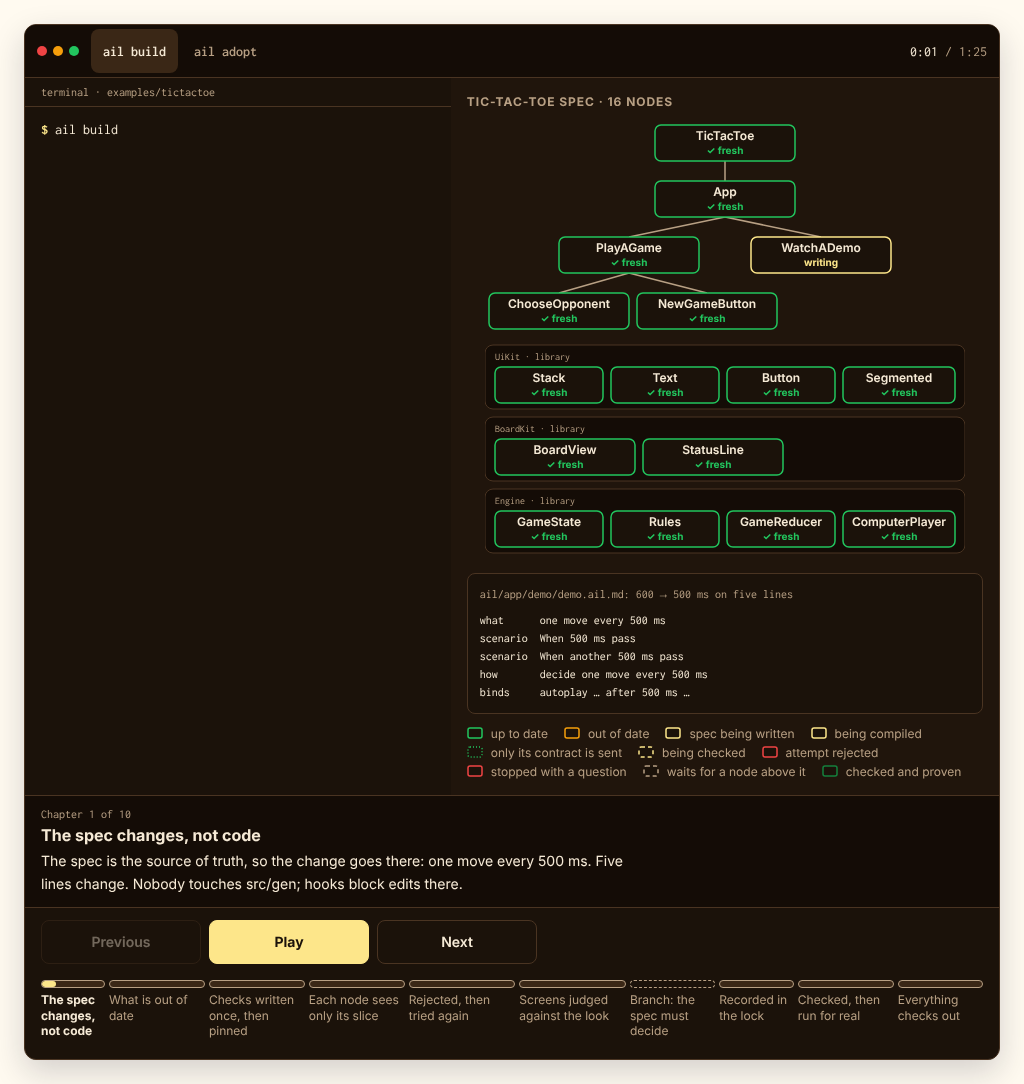 ail build
ail adopt
0:01 / 1:25
terminal · examples/tictactoe
$ ail build
TIC-TAC-TOE SPEC · 16 NODES
TicTacToe
✓ fresh
App
✓ fresh
PlayAGame
✓ fresh
WatchADemo
writing
ChooseOpponent
✓ fresh
NewGameButton
✓ fresh
UiKit · library
Stack
✓ fresh
Text
✓ fresh
Button
✓ fresh
Segmented
✓ fresh
BoardKit · library
BoardView
✓ fresh
StatusLine
✓ fresh
Engine · library
GameState
✓ fresh
Rules
✓ fresh
GameReducer
✓ fresh
ComputerPlayer
✓ fresh
ail/app/demo/demo.ail.md: 600 → 500 ms on five lines
what one move every 500 ms
scenario When 500 ms pass
scenario When another 500 ms pass
how decide one move every 500 ms
binds autoplay … after 500 ms …
up to date out of date spec being written being compiled
only its contract is sent being checked attempt rejected
stopped with a question waits for a node above it checked and proven
Chapter 1 of 10
The spec changes, not code
The spec is the source of truth, so the change goes there: one move every 500 ms. Five
lines change. Nobody touches src/gen; hooks block edits there.
Previous
Play
Next
The spec
changes,
not code
What is out of
date
Checks written
once, then
pinned
Each node sees
only its slice
Rejected, then
tried again
Screens judged
against the look
Branch: the
spec must
decide
Recorded in
the lock
Checked, then
run for real
Everything
checks out